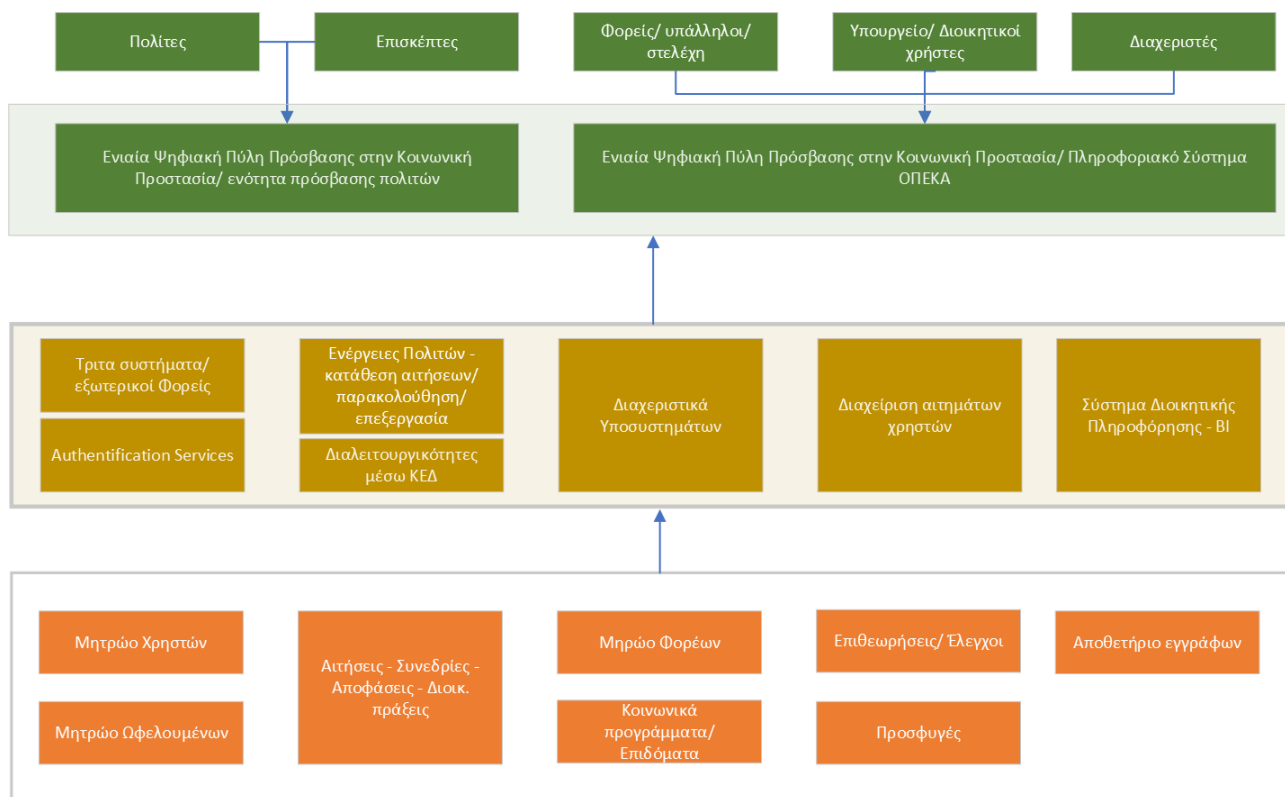 Πολίτες
Επισκέπτες
Φορείς/ υπάλληλοι/
στελέχη
Υπουργείο/ Διοικητικοί
χρήστες
Διαχεριστές
Ενιαία Ψηφιακή Πύλη Πρόσβασης στην Κοινωνική
Προστασία/ ενότητα πρόσβασης πολιτών
Ενιαία Ψηφιακή Πύλη Πρόσβασης στην Κοινωνική Προστασία/ Πληροφοριακό Σύστημα
ΟΠΕΚΑ
Τριτα συστήματα/
εξωτερικοί Φορείς
Authentification Services
Ενέργειες Πολιτών -
κατάθεση αιτήσεων/
παρακολούθηση/
επεξεργασία
Διαλειτουργικότητες
μέσω ΚΕΔ
Διαχεριστικά
Υποσυστημάτων
Διαχείριση αιτημάτων
χρηστών
Σύστημα Διοικητικής
Πληροφόρησης - BI
Μητρώο Χρηστών
Μητρώο Ωφελουμένων
Αιτήσεις - Συνεδρίες -
Αποφάσεις - Διοικ.
πράξεις
Μηρώο Φορέων
Κοινωνικά
προγράμματα/
Επιδόματα
Επιθεωρήσεις/ Έλεγχοι
Προσφυγές
Αποθετήριο εγγράφων